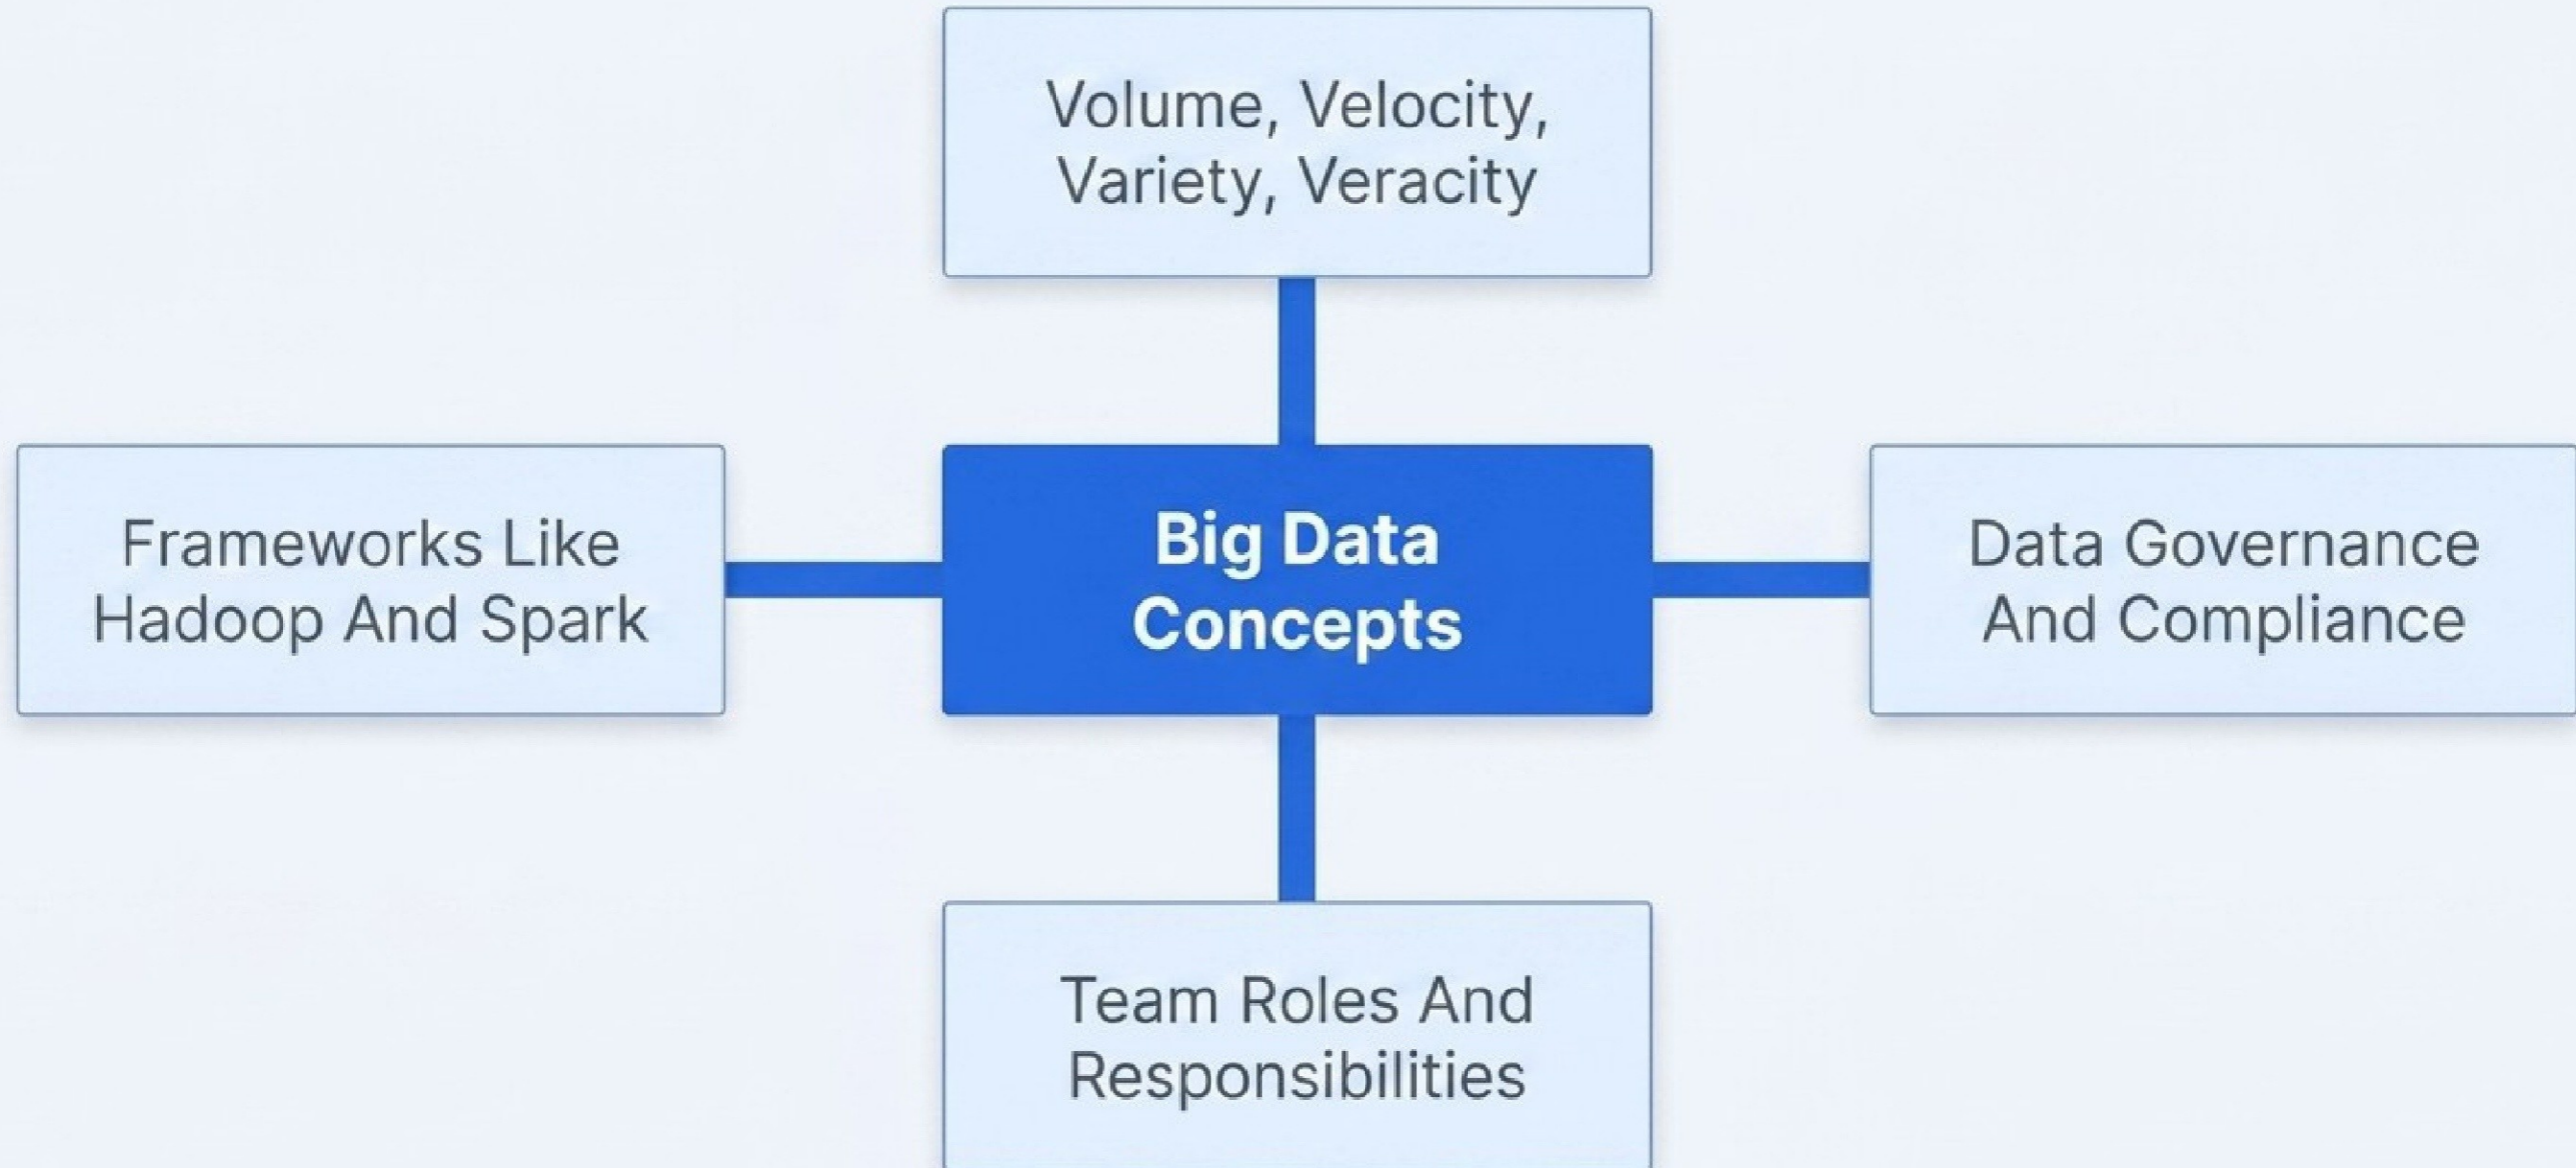 Volume, Velocity,
Variety, Veracity
Frameworks Like
Hadoop And Spark
Big Data
Concepts
Data Governance
And Compliance
Team Roles And
Responsibilities